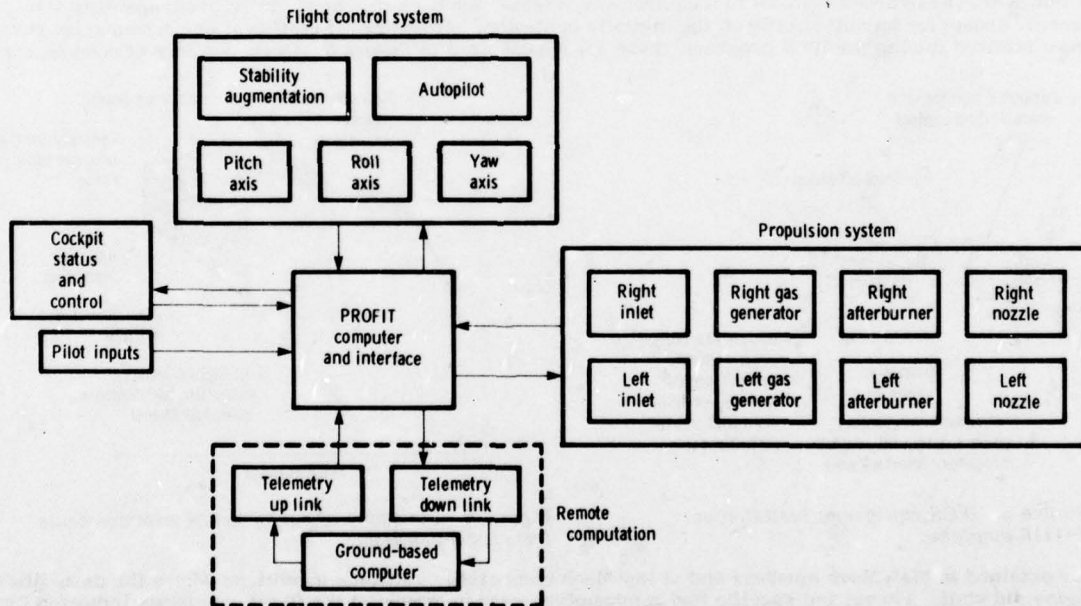 Flight control system
Stability
augmentation
Autopilot
Pitch
axis
Roll
axis
Yaw
axis
Cockpit
status
and
control
Pilot inputs
PROFIT
computer
and interface
Propulsion system
Right
inlet
Right gas
generator
Right
afterburner
Right
nozzle
Left
inlet
Left gas
generator
Left
afterburner
Left
nozzle
Telemetry
up link
Telemetry
down link
Ground-based
computer
Remote
computation